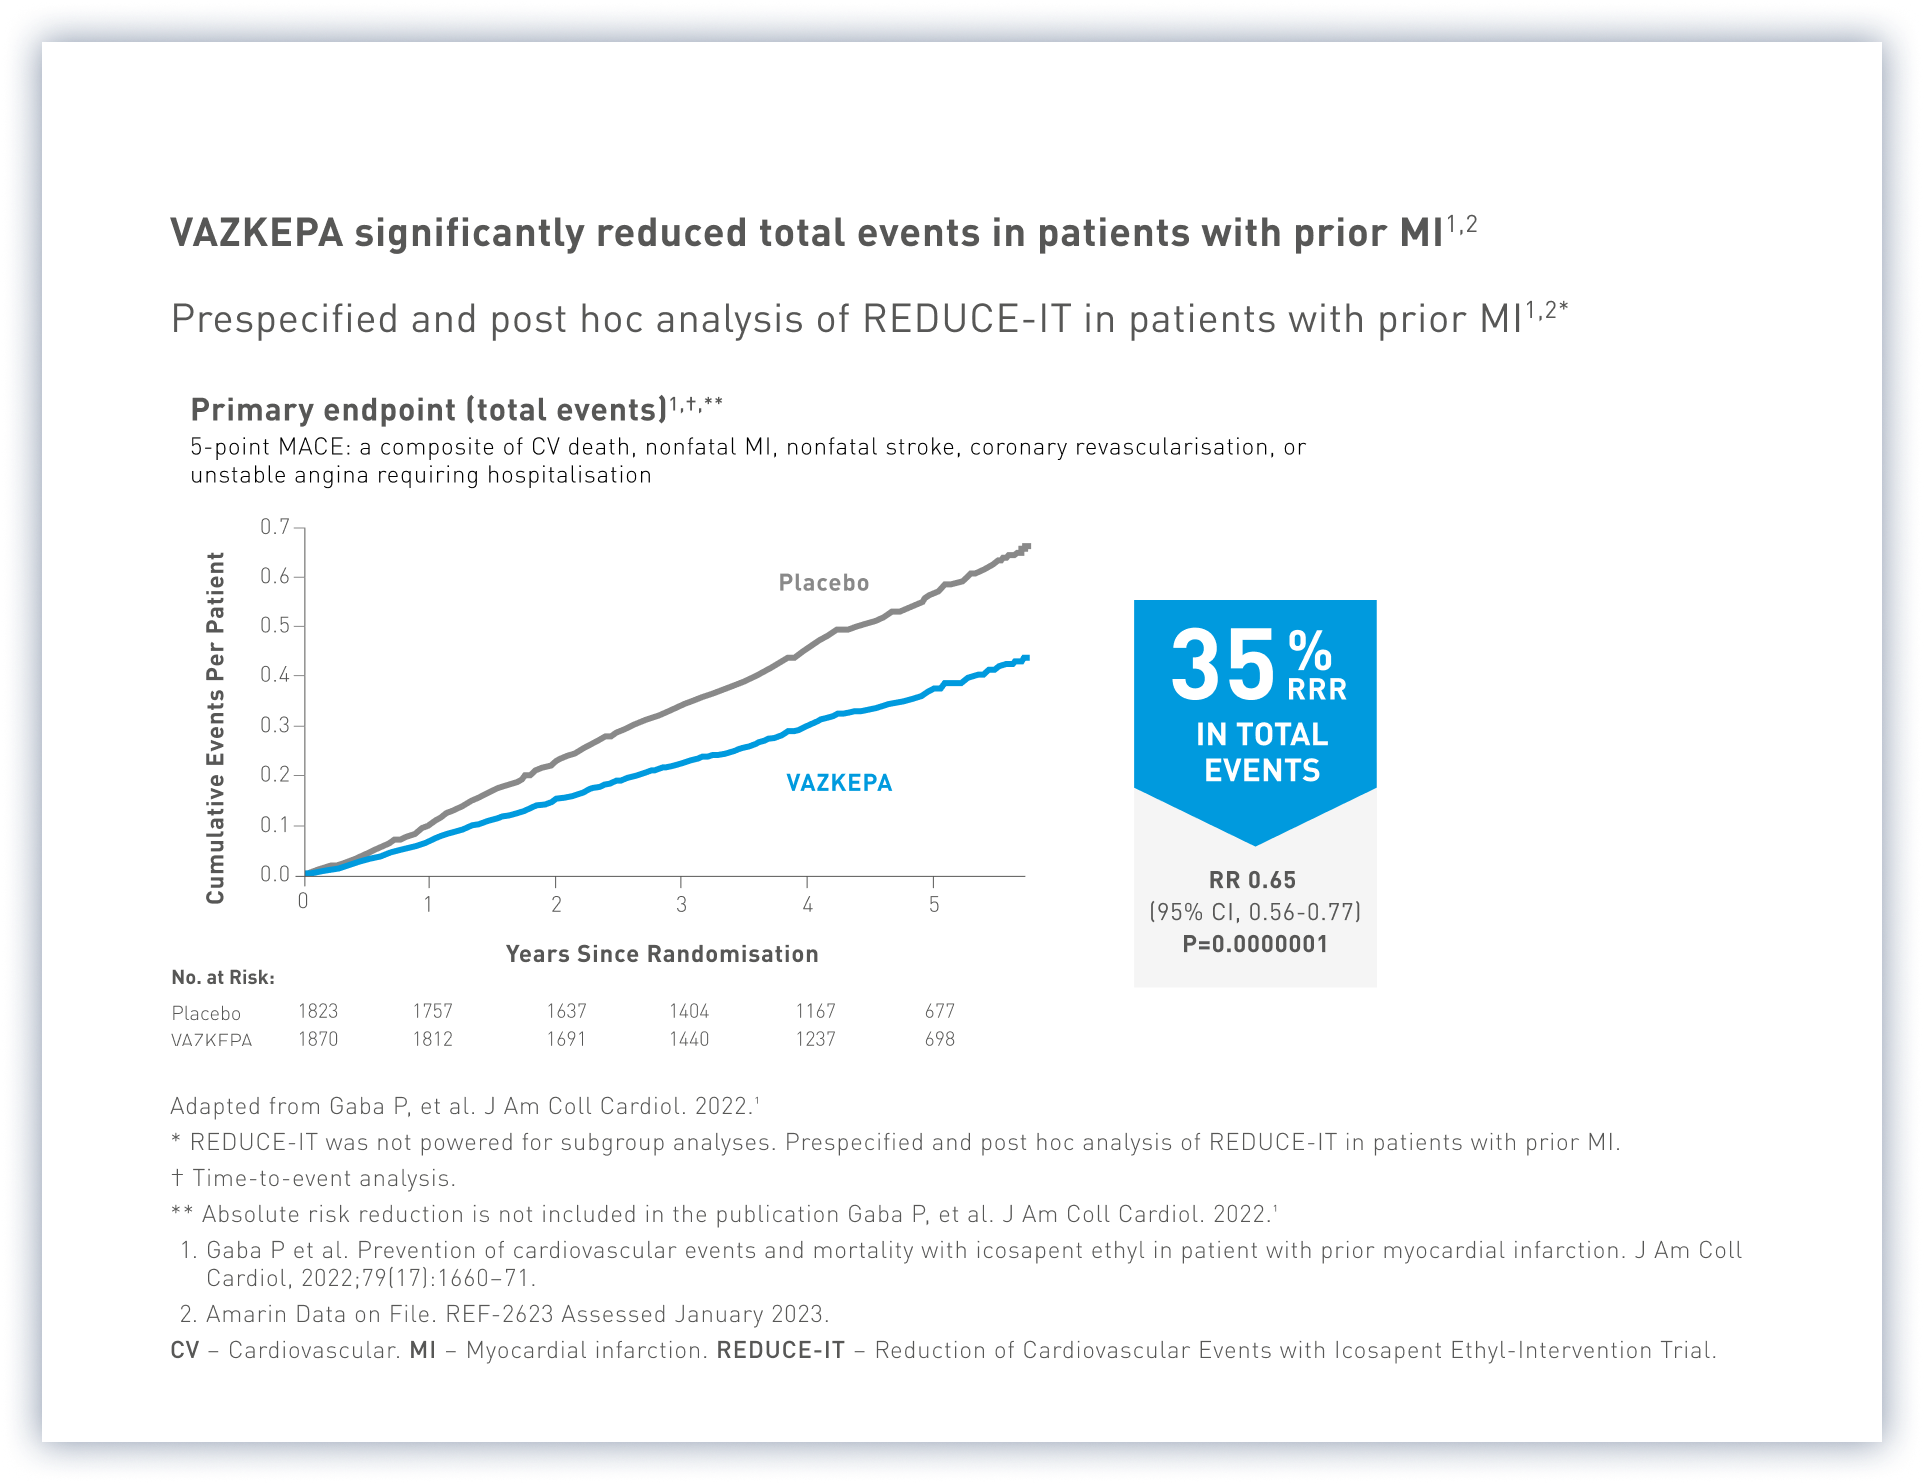 VAZKEPA significantly reduced total events in patients with prior MI1,2
Prespecified and post hoc analysis of REDUCE-IT in patients with prior MI1,2*
Primary endpoint (total events)1,†,**
5-point MACE: a composite of CV death, nonfatal MI, nonfatal stroke, coronary revascularisation, or
unstable angina requiring hospitalisation
Cumulative Events Per Patient
0.7
0.6
0.5
0.4
0.3
0.2
0.1
0.0
Placebo
VAZKEPA
0 1 2 3 4 5
Years Since Randomisation
35%
RRR
IN TOTAL
EVENTS
RR 0.65
(95% CI, 0.56-0.77)
P=0.0000001
No. at Risk:
Placebo 1823 1757 1637 1404 1167 677
VAZKEPA 1870 1812 1691 1440 1237 698
Adapted from Gaba P, et al. J Am Coll Cardiol. 2022.1
* REDUCE-IT was not powered for subgroup analyses. Prespecified and post hoc analysis of REDUCE-IT in patients with prior MI.
† Time-to-event analysis.
** Absolute risk reduction is not included in the publication Gaba P, et al. J Am Coll Cardiol. 2022.1
1. Gaba P et al. Prevention of cardiovascular events and mortality with icosapent ethyl in patient with prior myocardial infarction. J Am Coll
Cardiol, 2022;79(17):1660–71.
2. Amarin Data on File. REF-2623 Assessed January 2023.
CV – Cardiovascular. MI – Myocardial infarction. REDUCE-IT – Reduction of Cardiovascular Events with Icosapent Ethyl-Intervention Trial.